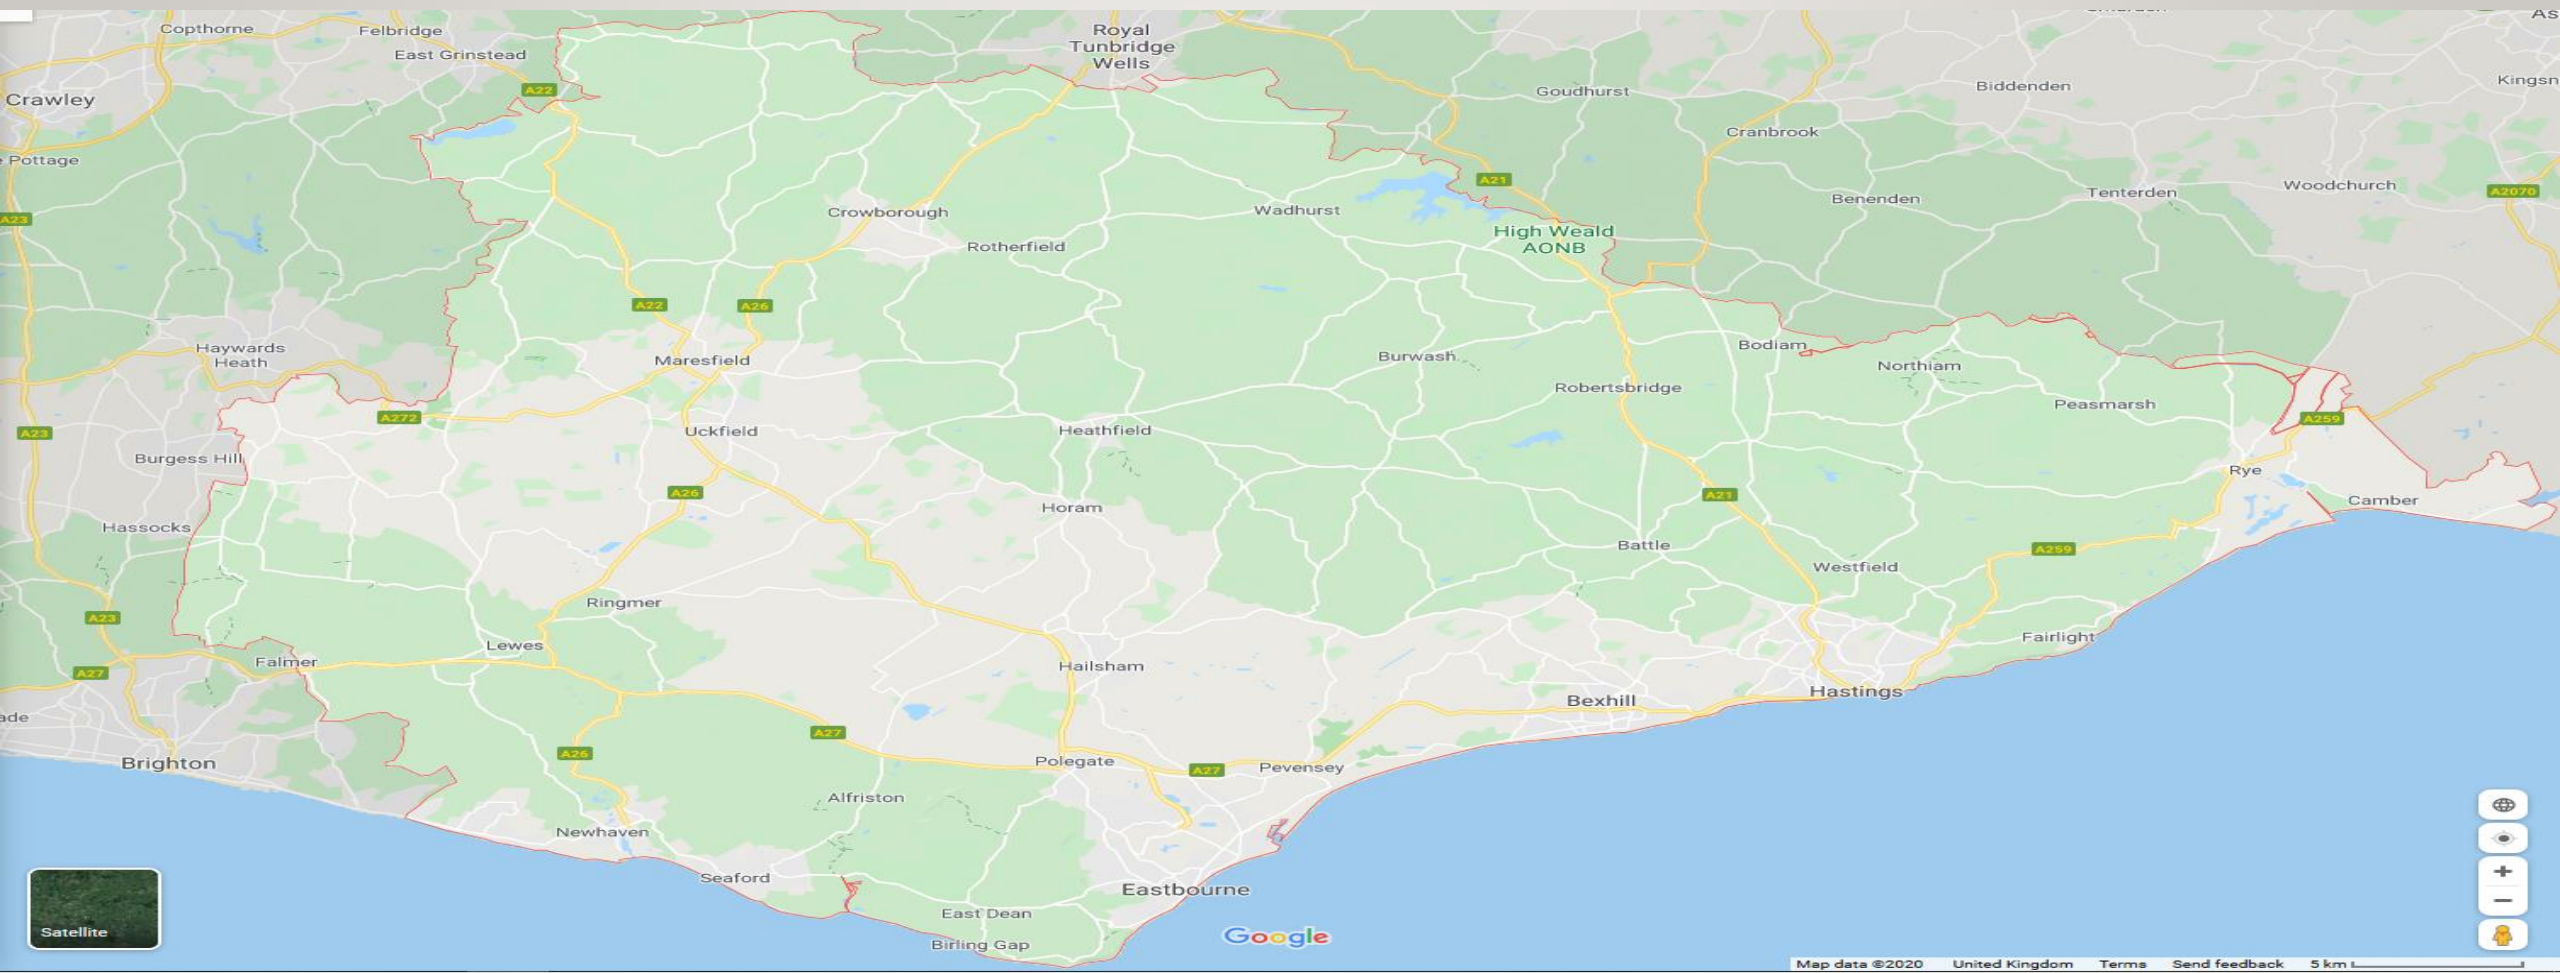 Copthorne
Felbridge
East Grinstead
Royal
Tunbridge
Wells
As
A22
Crawley
Goudhurst
Biddenden
Kingsn
Cranbrook
Pottage
A21
Woodchurch
A2070
Tenterden
Benenden
A23
Crowborough
Wadhurst
High Weald
AONB
Rotherfield
A22
A26
Haywards
Heath
Maresfield
Burwash
Bodiam
Northiam
Robertsbridge
Peasmarsh
A272
A259
A23
Uckfield
Heathfield
Burgess Hill
Rye
A26
A21
Camber
Horam
Hassocks
Battle
A259
Westfield
A23
Ringmer
Lewes
Fairlight
Falmer
Hailsham
A27
Hastings
Bexhill
ade
A27
A26
Brighton
Polegate
A27
Pevensey
Alfriston
Newhaven
Seaford
Eastbourne
East Dean
Satellite
Google
Birling Gap
Map data ©2020 United Kingdom Terms Send feedback 5 km